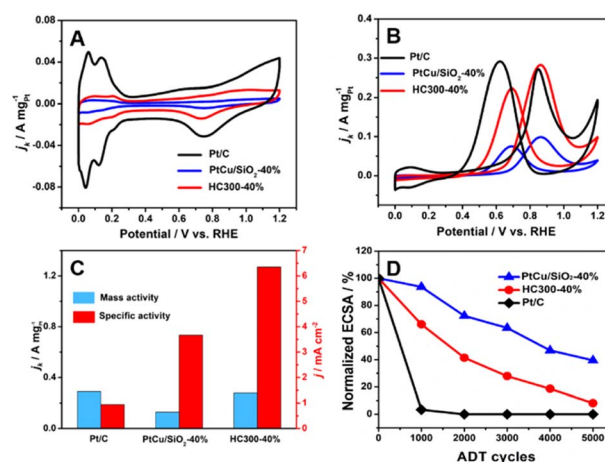 A
Pt/C
PtCu/SiO₂-40%
HC300-40%
jₖ / A mg_Pt
0.08
0.04
0.00
-0.04
-0.08
0.0 0.2 0.4 0.6 0.8 1.0 1.2
Potential / V vs. RHE
B
Pt/C
PtCu/SiO₂-40%
HC300-40%
jₖ / A mg_Pt
0.4
0.3
0.2
0.1
0.0
0.0 0.2 0.4 0.6 0.8 1.0 1.2
Potential / V vs. RHE
C
Mass activity
Specific activity
jₖ / A mg⁻¹
1.2
0.8
0.4
0.0
7
6
5
4
3
2
1
0
j / mA cm⁻²
Pt/C PtCu/SiO₂-40% HC300-40%
D
PtCu/SiO₂-40%
HC300-40%
Pt/C
Normalized ECSA / %
120
100
80
60
40
20
0
0 1000 2000 3000 4000 5000
ADT cycles